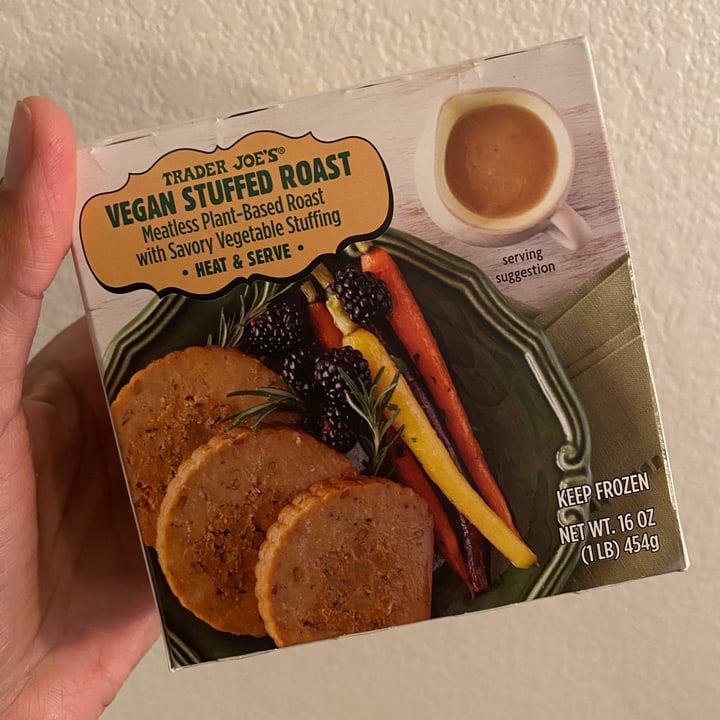 TRADER JOE'S®
VEGAN STUFFED ROAST
Meatless Plant-Based Roast
with Savory Vegetable Stuffing
• HEAT & SERVE •
serving
suggestion
KEEP FROZEN
NET WT. 16 OZ
(1 LB) 454g